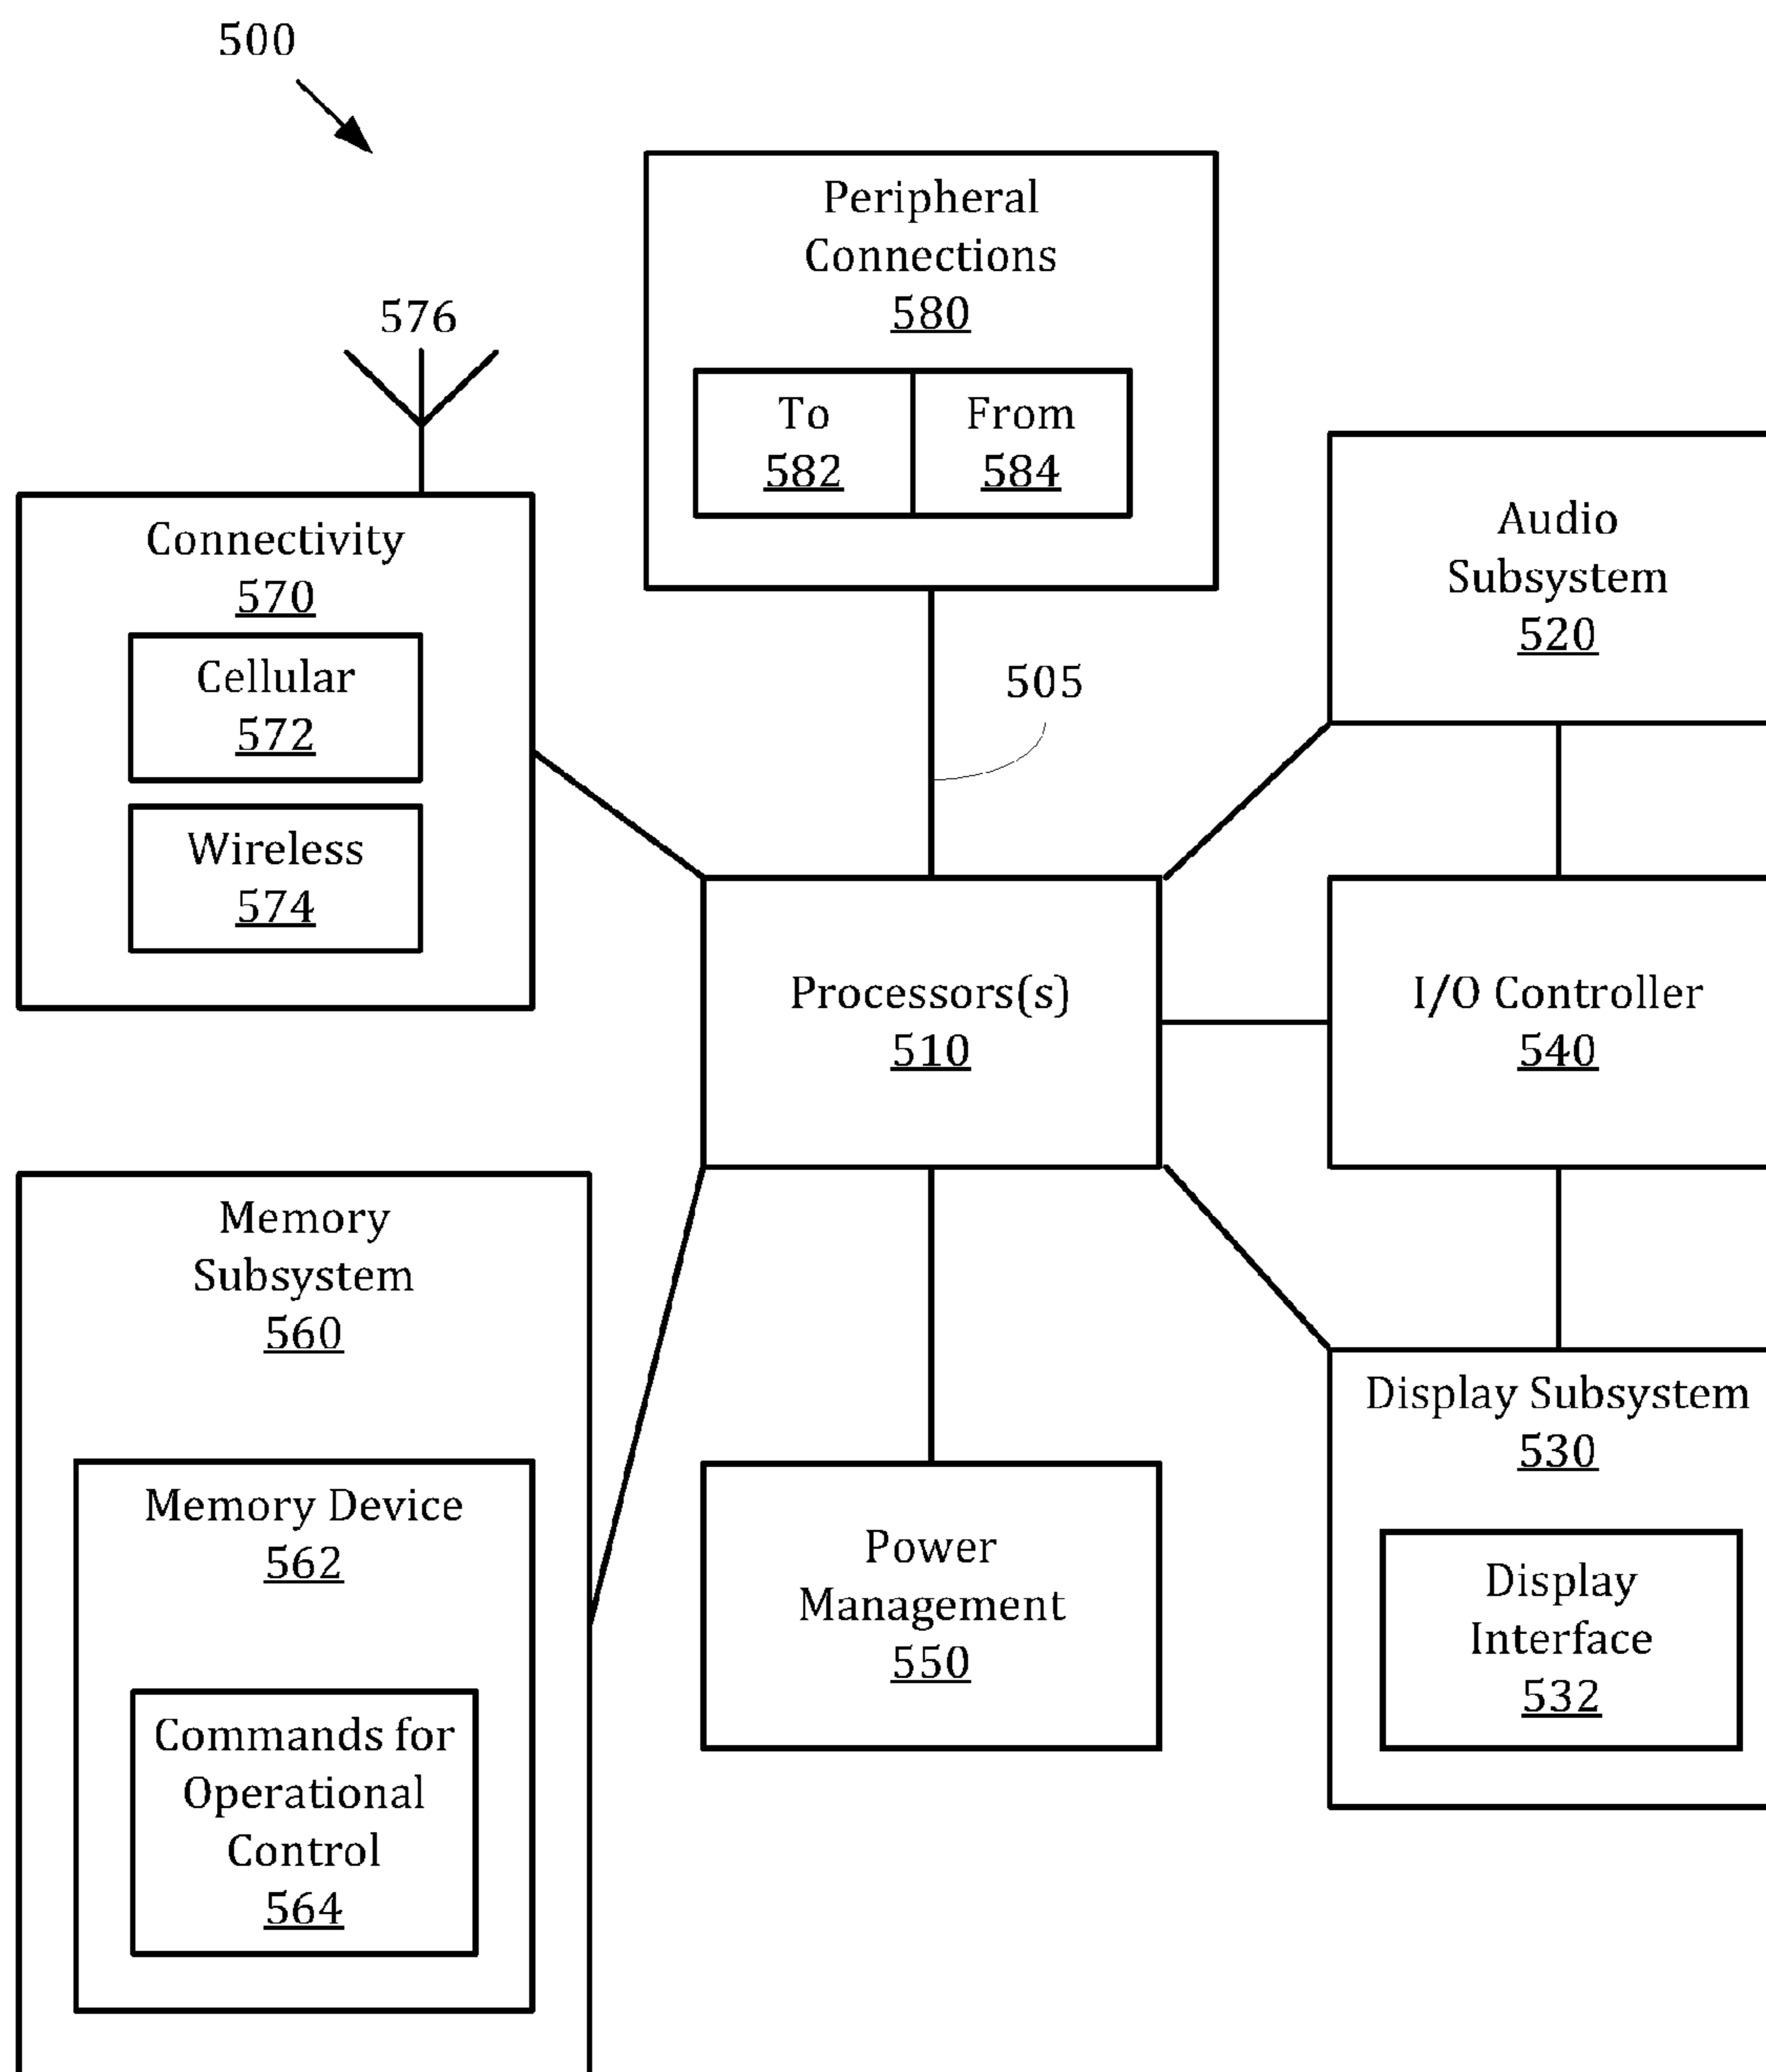 500
Peripheral
Connections
580
To
582
From
584
576
Connectivity
570
Cellular
572
Wireless
574
505
Audio
Subsystem
520
Processors(s)
510
I/O Controller
540
Memory
Subsystem
560
Memory Device
562
Commands for
Operational
Control
564
Power
Management
550
Display Subsystem
530
Display
Interface
532